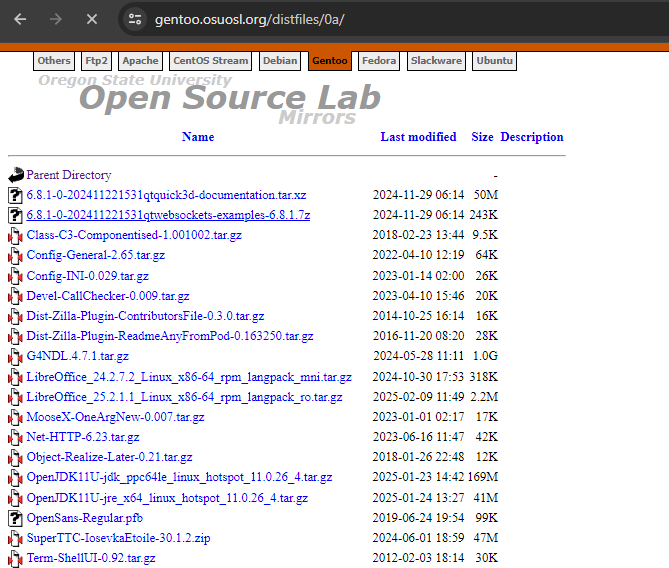 gentoo.osuosl.org/distfiles/0a/
Others Ftp2 Apache CentOS Stream Debian Gentoo Fedora Slackware Ubuntu
Oregon State University
Open Source Lab
Mirrors
Name Last modified Size Description
Parent Directory -
6.8.1-0-202411221531qtquick3d-documentation.tar.xz 2024-11-29 06:14 50M
6.8.1-0-202411221531qtwebsockets-examples-6.8.1.7z 2024-11-29 06:14 243K
Class-C3-Componentised-1.001002.tar.gz 2018-02-23 13:44 9.5K
Config-General-2.65.tar.gz 2022-04-10 12:19 64K
Config-INI-0.029.tar.gz 2023-01-14 02:00 26K
Devel-CallChecker-0.009.tar.gz 2023-04-10 15:46 20K
Dist-Zilla-Plugin-ContributorsFile-0.3.0.tar.gz 2014-10-25 16:14 16K
Dist-Zilla-Plugin-ReadmeAnyFromPod-0.163250.tar.gz 2016-11-20 08:20 28K
G4NDL.4.7.1.tar.gz 2024-05-28 11:11 1.0G
LibreOffice_24.2.7.2_Linux_x86-64_rpm_langpack_mni.tar.gz 2024-10-30 17:53 318K
LibreOffice_25.2.1.1_Linux_x86-64_rpm_langpack_ro.tar.gz 2025-02-09 11:49 2.2M
MooseX-OneArgNew-0.007.tar.gz 2023-01-01 02:17 17K
Net-HTTP-6.23.tar.gz 2023-06-16 11:47 42K
Object-Realize-Later-0.21.tar.gz 2018-01-26 22:48 12K
OpenJDK11U-jdk_ppc64le_linux_hotspot_11.0.26_4.tar.gz 2025-01-23 14:42 169M
OpenJDK11U-jre_x64_linux_hotspot_11.0.26_4.tar.gz 2025-01-24 13:27 41M
OpenSans-Regular.pfb 2019-06-24 19:54 99K
SuperTTC-IosevkaEtoile-30.1.2.zip 2024-06-01 18:59 47M
Term-ShellUI-0.92.tar.gz 2012-02-03 18:14 30K